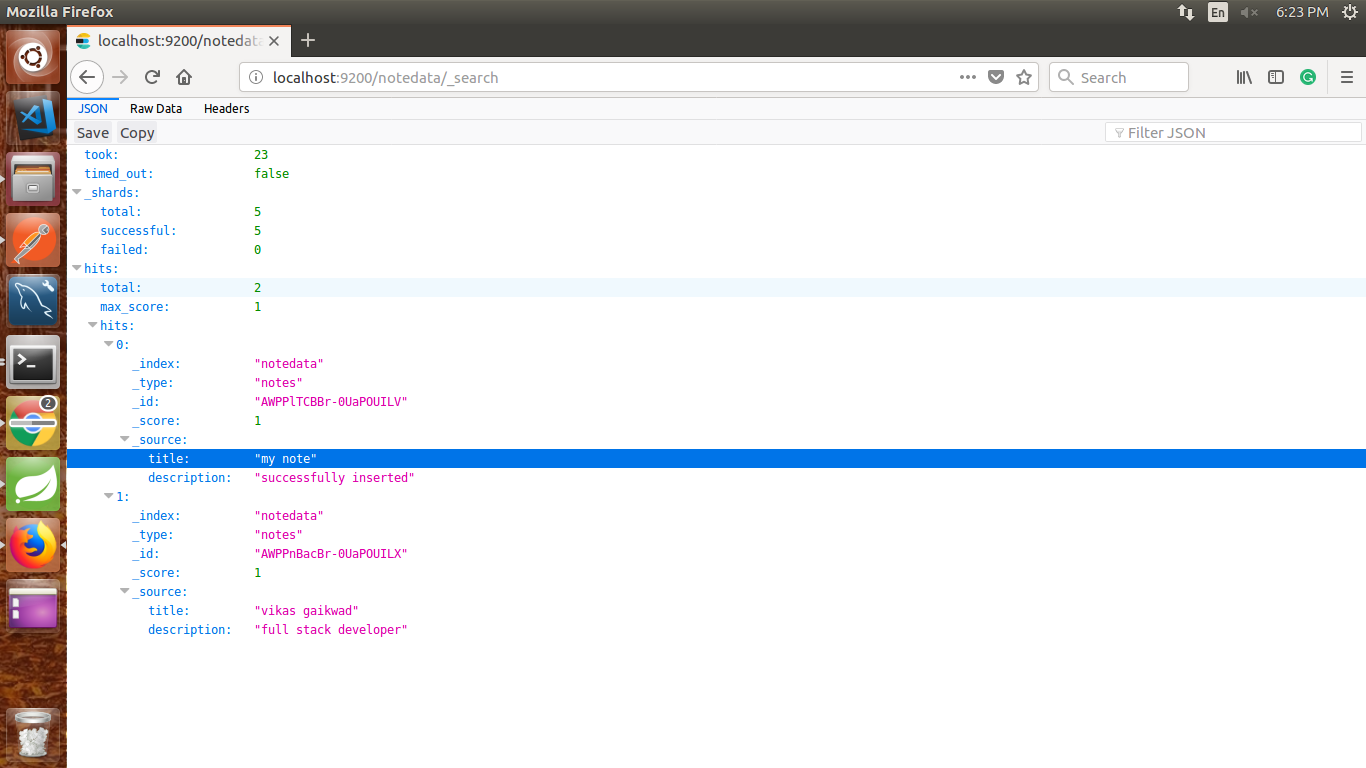 Mozilla Firefox
En
6:23 PM
localhost:9200/notedata
localhost:9200/notedata/_search
Search
JSON Raw Data Headers
Save Copy
Filter JSON
took: 23
timed_out: false
_shards:
total: 5
successful: 5
failed: 0
hits:
total: 2
max_score: 1
hits:
0:
_index: "notedata"
_type: "notes"
_id: "AWPPlTCBBr-0UaPOUILV"
_score: 1
_source:
title: "my note"
description: "successfully inserted"
1:
_index: "notedata"
_type: "notes"
_id: "AWPPnBacBr-0UaPOUILX"
_score: 1
_source:
title: "vikas gaikwad"
description: "full stack developer"
2